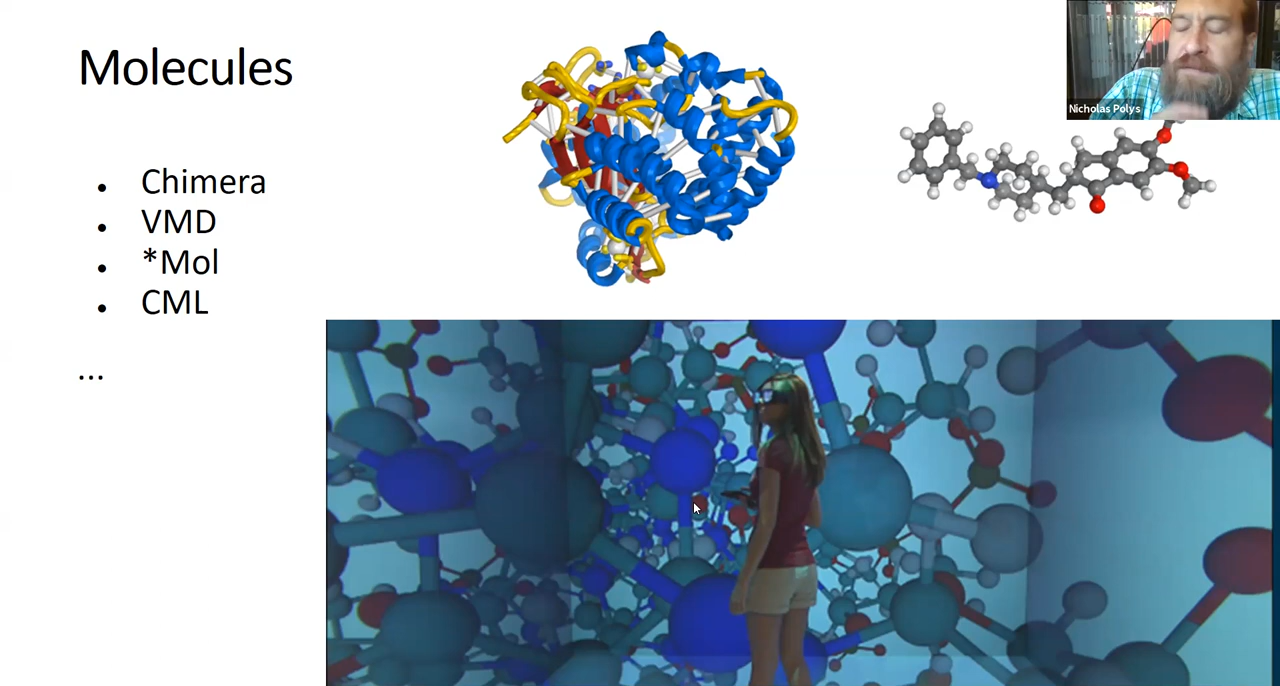 Molecules
Nicholas Polys
• Chimera
• VMD
• *Mol
• CML
...